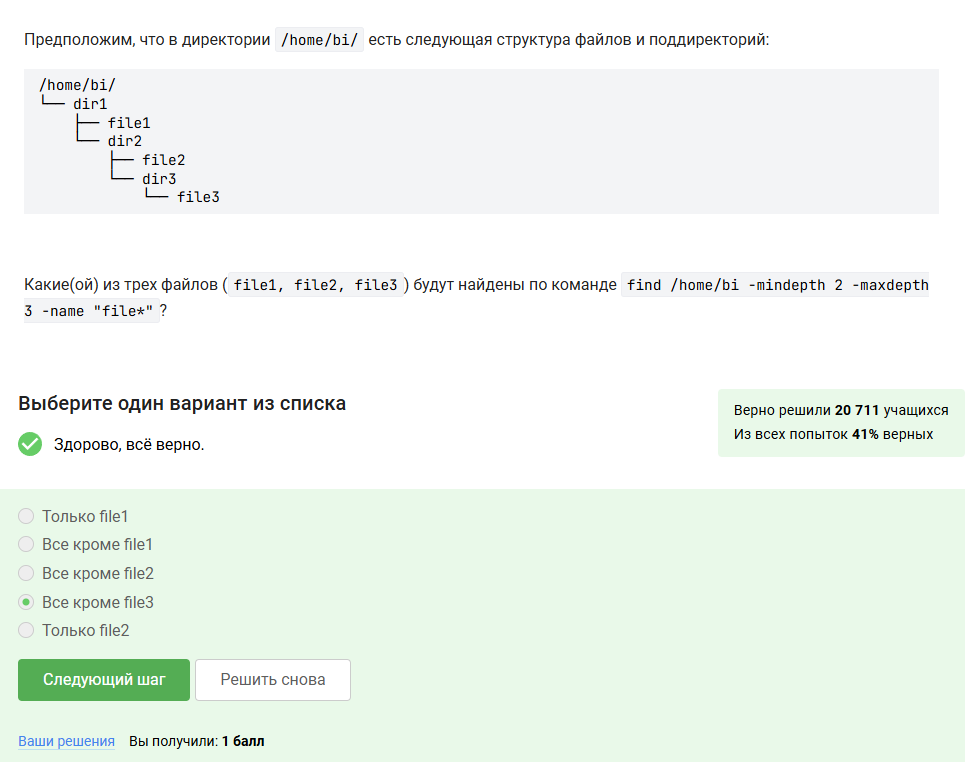 Предположим, что в директории /home/bi/ есть следующая структура файлов и поддиректорий:
/home/bi/
└── dir1
    ├── file1
    └── dir2
        ├── file2
        └── dir3
            └── file3
Какие(ой) из трех файлов ( file1, file2, file3 ) будут найдены по команде find /home/bi -mindepth 2 -maxdepth
3 -name "file*" ?
Выберите один вариант из списка
Здорово, всё верно.
Верно решили 20 711 учащихся
Из всех попыток 41% верных
Только file1
Все кроме file1
Все кроме file2
Все кроме file3
Только file2
Следующий шаг
Решить снова
Ваши решения Вы получили: 1 балл